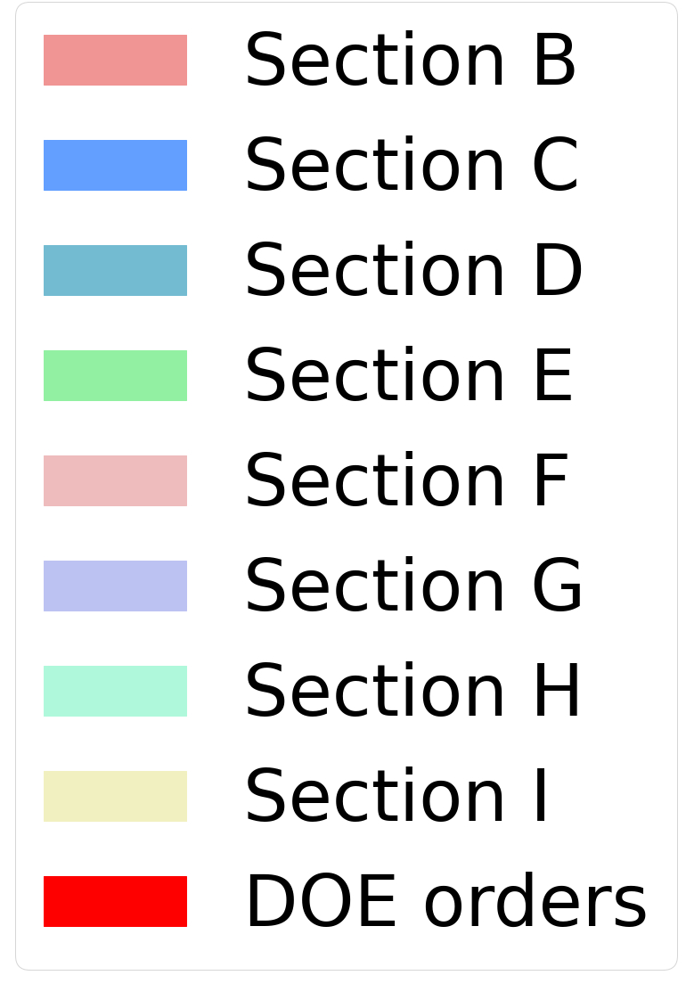 Section B
Section C
Section D
Section E
Section F
Section G
Section H
Section I
DOE orders